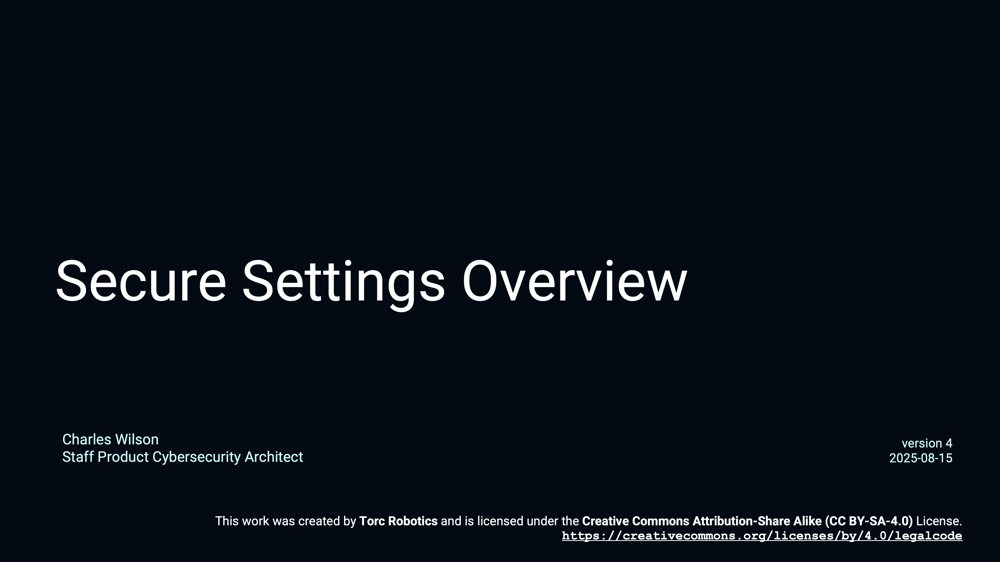 Secure Settings Overview
Charles Wilson
Staff Product Cybersecurity Architect
version 4
2025-08-15
This work was created by Torc Robotics and is licensed under the Creative Commons Attribution-Share Alike (CC BY-SA-4.0) License.
https://creativecommons.org/licenses/by/4.0/legalcode